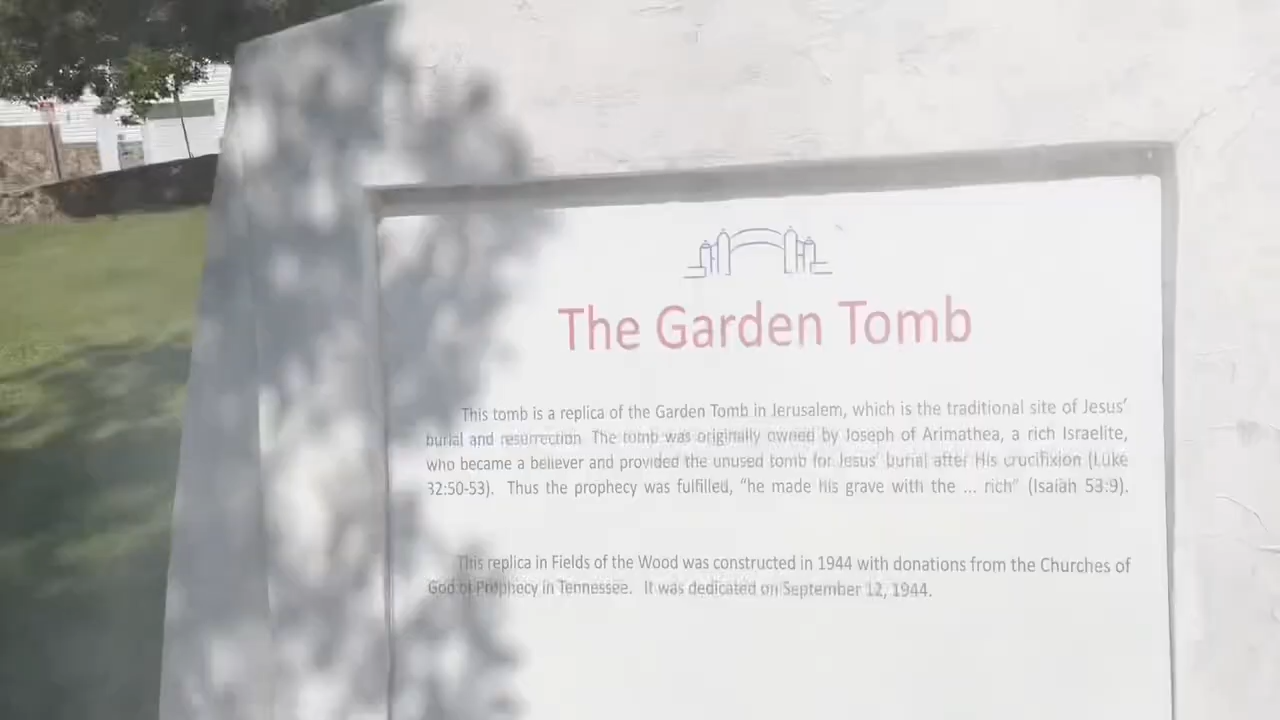 The Garden Tomb
This tomb is a replica of the Garden Tomb in Jerusalem, which is the traditional site of Jesus'
burial and resurrection. The tomb was originally owned by Joseph of Arimathea, a rich Israelite,
who became a believer and provided the unused tomb for Jesus' burial after His crucifixion (Luke
32:50-53). Thus the prophecy was fulfilled, "he made his grave with the ... rich" (Isaiah 53:9).
This replica in Fields of the Wood was constructed in 1944 with donations from the Churches of
God of Prophecy in Tennessee. It was dedicated on September 12, 1944.